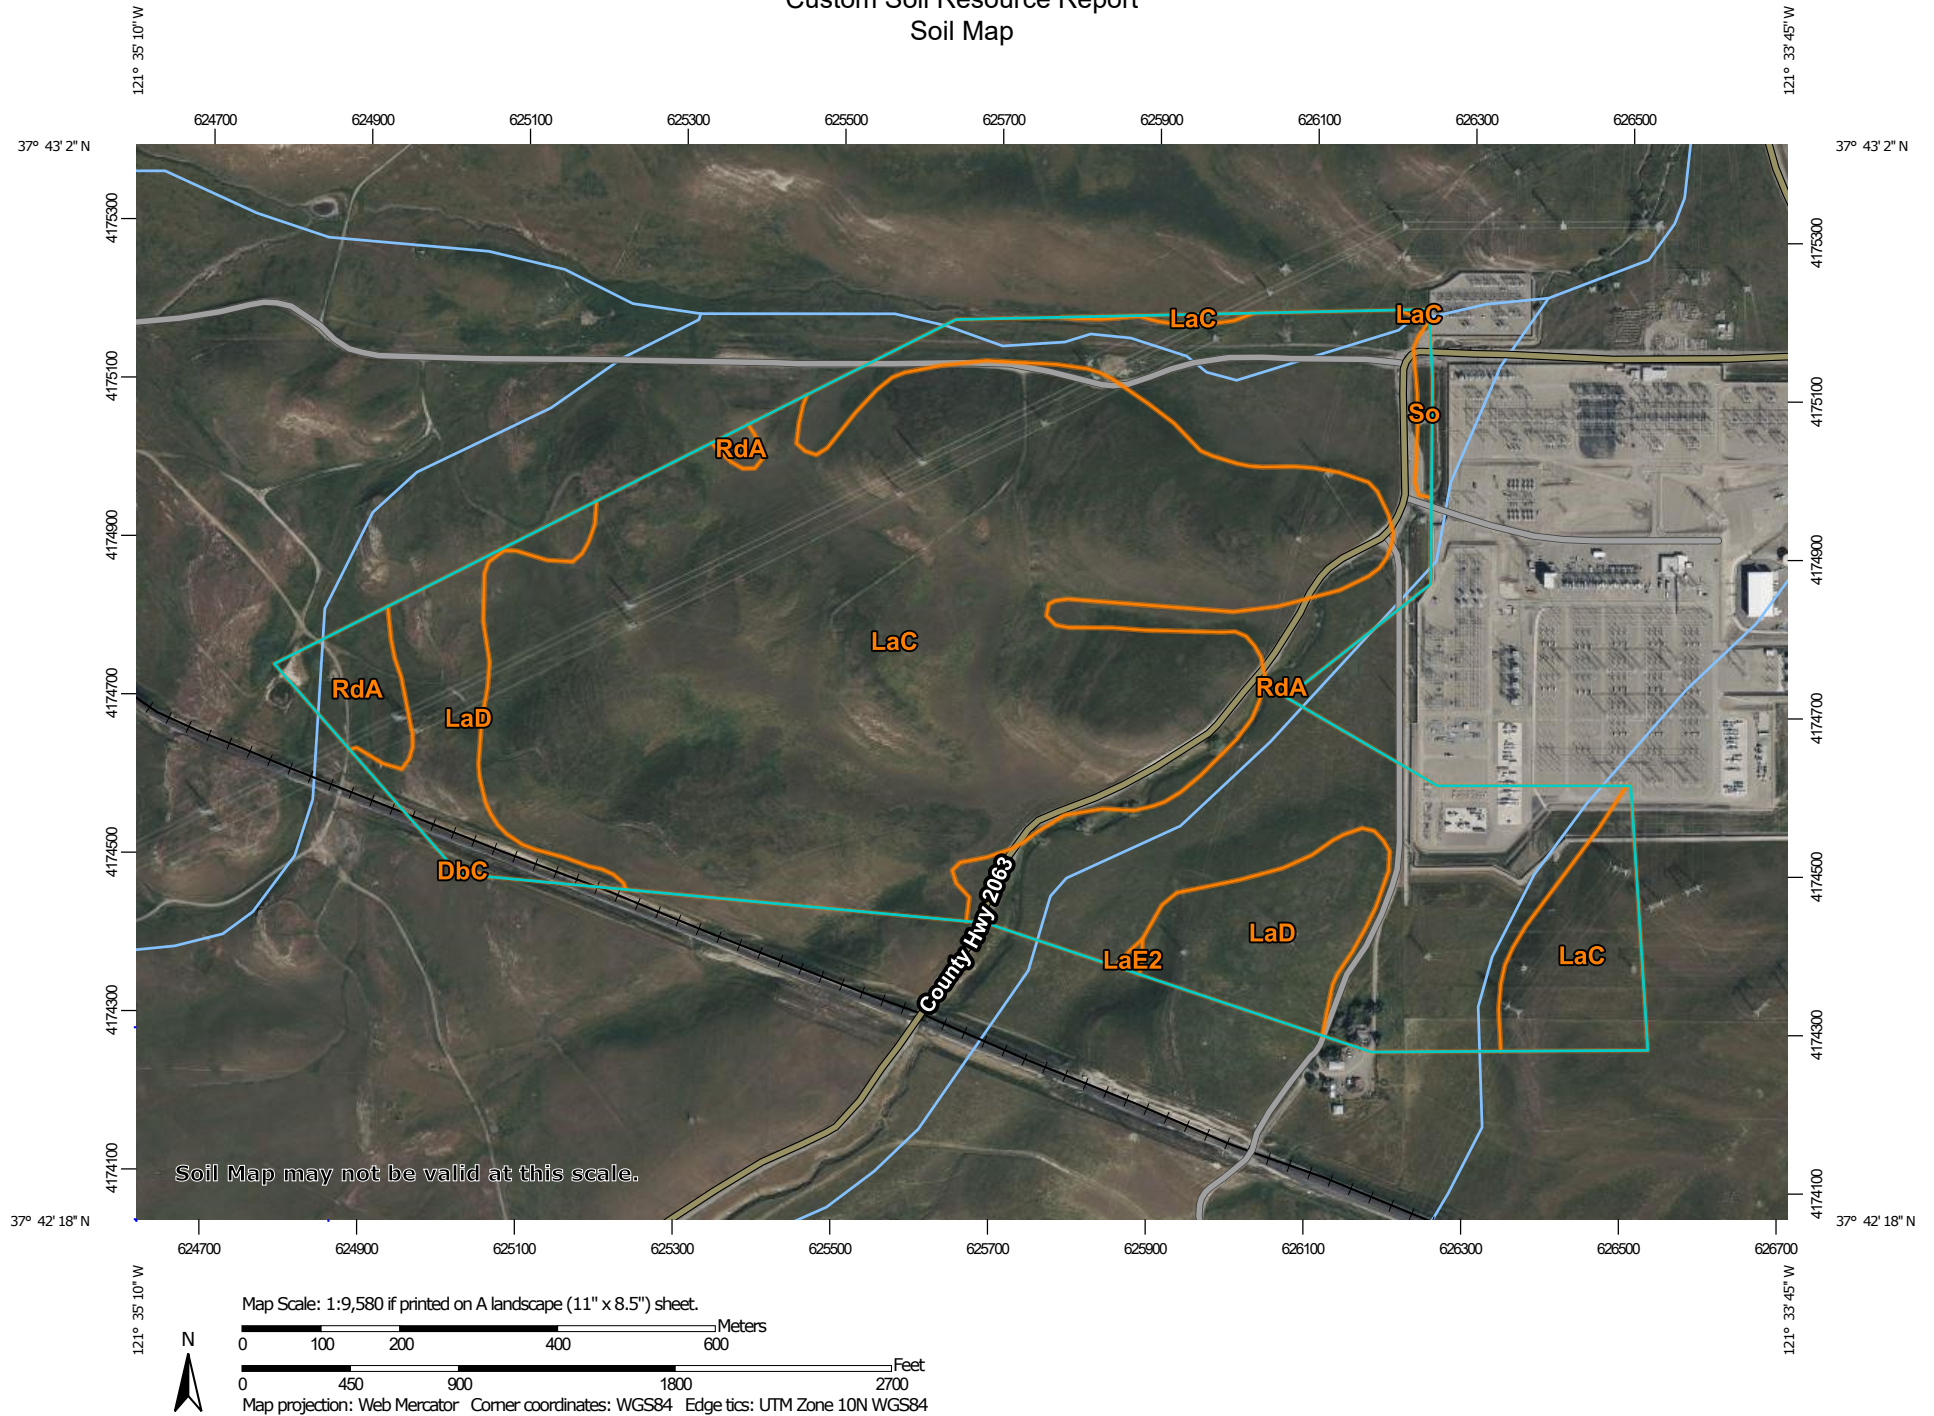 Custom Soil Resource Report
Soil Map
121° 35' 10" W
121° 33' 45" W
624700 624900 625100 625300 625500 625700 625900 626100 626300 626500
37° 43' 2" N
37° 43' 2" N
4175300
4175300
LaC
LaC
4175100
4175100
So
RdA
4174900
4174900
LaC
RdA
RdA
LaD
4174700
4174700
DbC
4174500
4174500
County Hwy 2063
LaD
LaE2
LaC
4174300
4174300
4174100
4174100
Soil Map may not be valid at this scale.
37° 42' 18" N
37° 42' 18" N
624700 624900 625100 625300 625500 625700 625900 626100 626300 626500 626700
121° 35' 10" W
121° 33' 45" W
Map Scale: 1:9,580 if printed on A landscape (11" x 8.5") sheet.
Meters
0 100 200 400 600
N
Feet
0 450 900 1800 2700
Map projection: Web Mercator Corner coordinates: WGS84 Edge tics: UTM Zone 10N WGS84